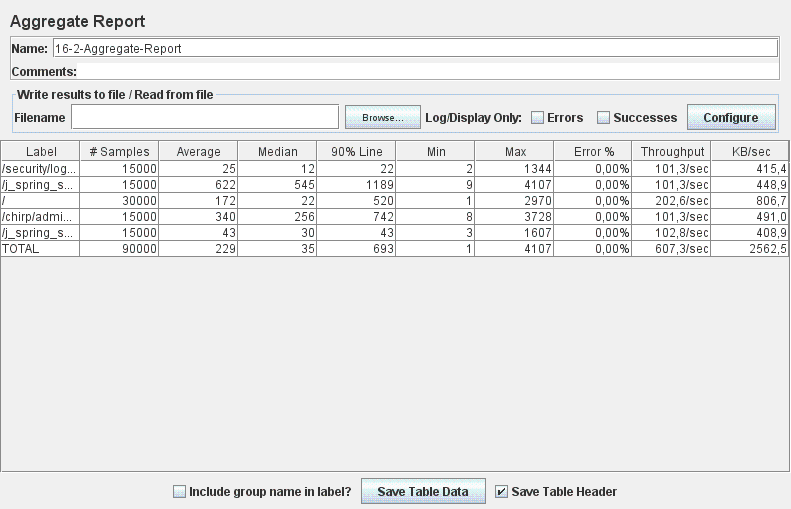 Aggregate Report
Name: 16-2-Aggregate-Report
Comments:
Write results to file / Read from file
Filename Browse... Log/Display Only: Errors Successes Configure
Label # Samples Average Median 90% Line Min Max Error % Throughput KB/sec
/security/log... 15000 25 12 22 2 1344 0,00% 101,3/sec 415,4
/j_spring_s... 15000 622 545 1189 9 4107 0,00% 101,3/sec 448,9
/ 30000 172 22 520 1 2970 0,00% 202,6/sec 806,7
/chirp/admi... 15000 340 256 742 8 3728 0,00% 101,3/sec 491,0
/j_spring_s... 15000 43 30 43 3 1607 0,00% 102,8/sec 408,9
TOTAL 90000 229 35 693 1 4107 0,00% 607,3/sec 2562,5
Include group name in label? Save Table Data Save Table Header